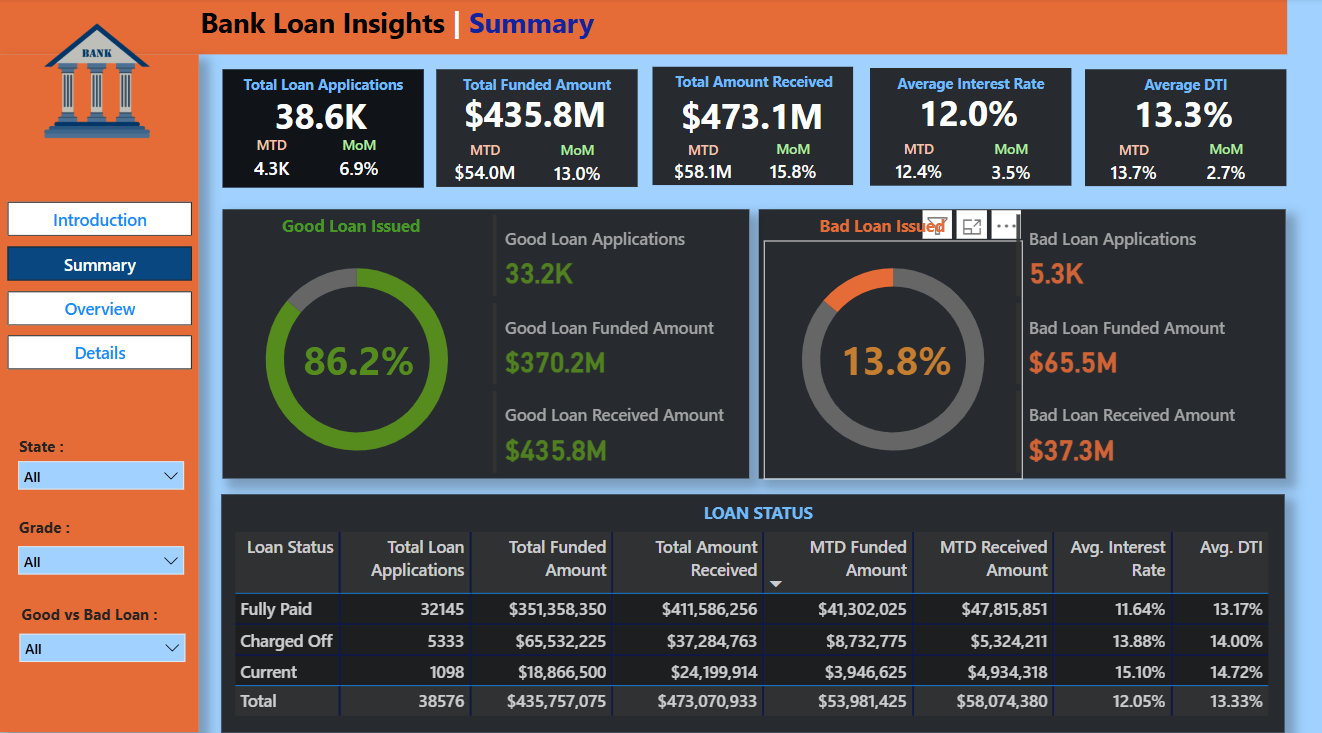 Bank Loan Insights | Summary
BANK
Total Loan Applications
38.6K
MTD MoM
4.3K 6.9%
Total Funded Amount
$435.8M
MTD MoM
$54.0M 13.0%
Total Amount Received
$473.1M
MTD MoM
$58.1M 15.8%
Average Interest Rate
12.0%
MTD MoM
12.4% 3.5%
Average DTI
13.3%
MTD MoM
13.7% 2.7%
Introduction
Summary
Overview
Details
State :
All
Grade :
All
Good vs Bad Loan :
All
Good Loan Issued
86.2%
Good Loan Applications
33.2K
Good Loan Funded Amount
$370.2M
Good Loan Received Amount
$435.8M
Bad Loan Issued
13.8%
Bad Loan Applications
5.3K
Bad Loan Funded Amount
$65.5M
Bad Loan Received Amount
$37.3M
LOAN STATUS
Loan Status Total Loan Applications Total Funded Amount Total Amount Received MTD Funded Amount MTD Received Amount Avg. Interest Rate Avg. DTI
Fully Paid 32145 $351,358,350 $411,586,256 $41,302,025 $47,815,851 11.64% 13.17%
Charged Off 5333 $65,532,225 $37,284,763 $8,732,775 $5,324,211 13.88% 14.00%
Current 1098 $18,866,500 $24,199,914 $3,946,625 $4,934,318 15.10% 14.72%
Total 38576 $435,757,075 $473,070,933 $53,981,425 $58,074,380 12.05% 13.33%